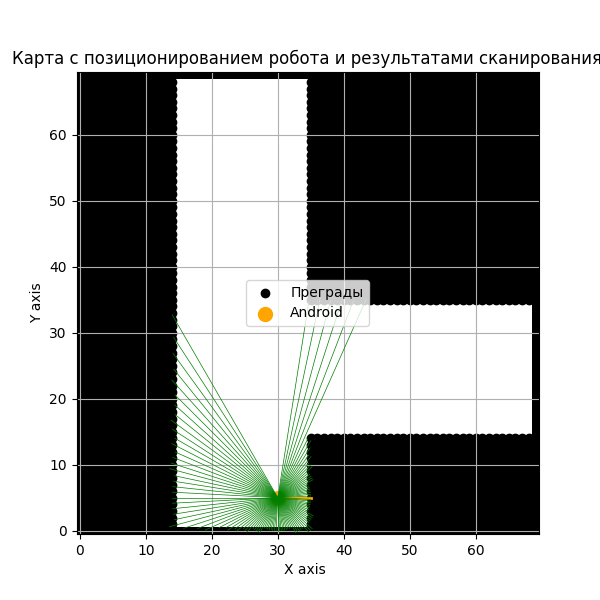 Карта с позиционированием робота и результатами сканирования
60
50
40
30
20
10
0
Y axis
Преграды
Android
0 10 20 30 40 50 60
X axis